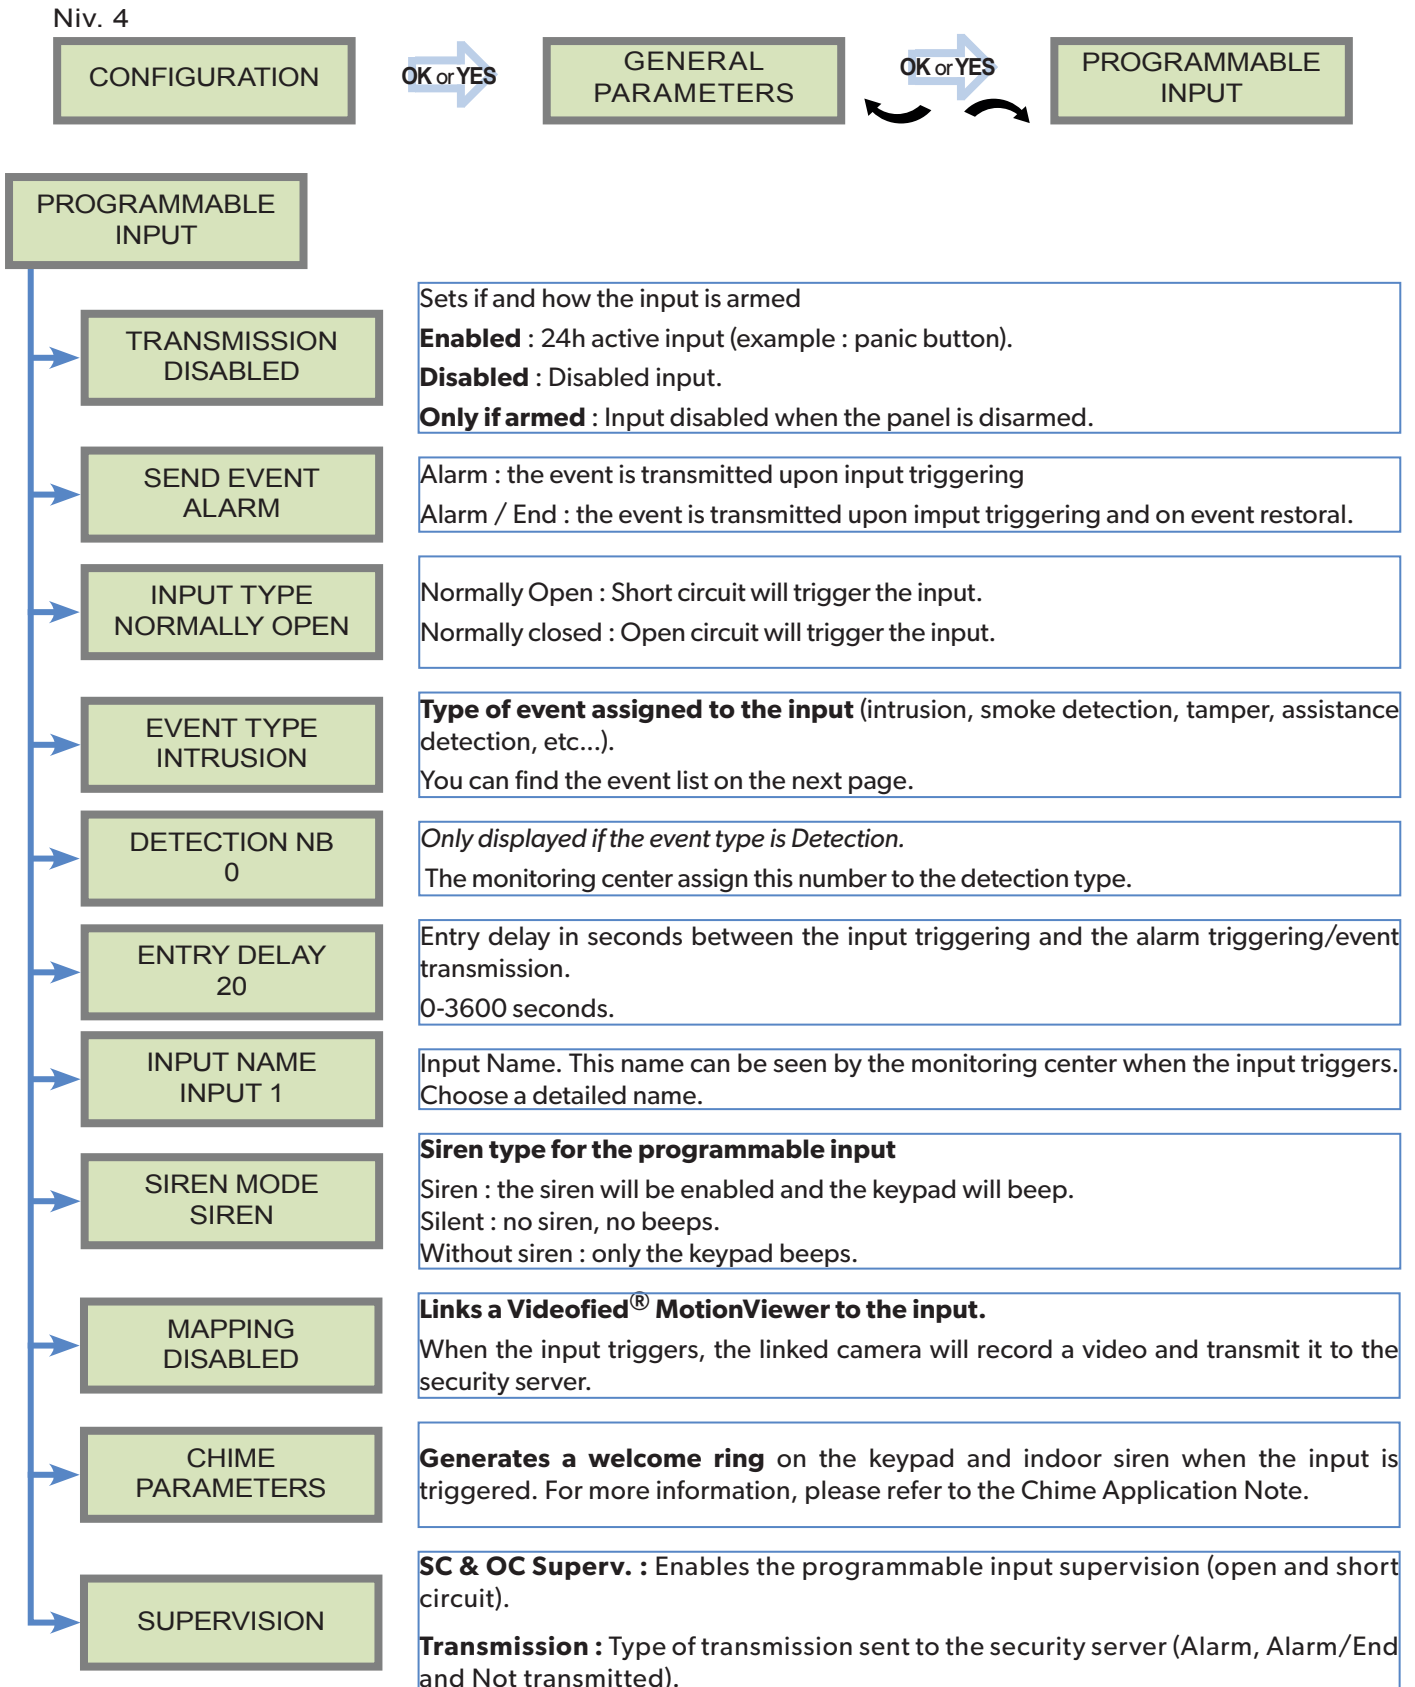 Niv. 4
CONFIGURATION
OK or YES
GENERAL
PARAMETERS
OK or YES
PROGRAMMABLE
INPUT
PROGRAMMABLE
INPUT
TRANSMISSION
DISABLED
Sets if and how the input is armed
Enabled : 24h active input (example : panic button).
Disabled : Disabled input.
Only if armed : Input disabled when the panel is disarmed.
SEND EVENT
ALARM
Alarm : the event is transmitted upon input triggering
Alarm / End : the event is transmitted upon imput triggering and on event restoral.
INPUT TYPE
NORMALLY OPEN
Normally Open : Short circuit will trigger the input.
Normally closed : Open circuit will trigger the input.
EVENT TYPE
INTRUSION
Type of event assigned to the input (intrusion, smoke detection, tamper, assistance
detection, etc...).
You can find the event list on the next page.
DETECTION NB
0
Only displayed if the event type is Detection.
The monitoring center assign this number to the detection type.
ENTRY DELAY
20
Entry delay in seconds between the input triggering and the alarm triggering/event
transmission.
0-3600 seconds.
INPUT NAME
INPUT 1
Input Name. This name can be seen by the monitoring center when the input triggers.
Choose a detailed name.
SIREN MODE
SIREN
Siren type for the programmable input
Siren : the siren will be enabled and the keypad will beep.
Silent : no siren, no beeps.
Without siren : only the keypad beeps.
MAPPING
DISABLED
Links a Videofied® MotionViewer to the input.
When the input triggers, the linked camera will record a video and transmit it to the
security server.
CHIME
PARAMETERS
Generates a welcome ring on the keypad and indoor siren when the input is
triggered. For more information, please refer to the Chime Application Note.
SUPERVISION
SC & OC Superv. : Enables the programmable input supervision (open and short
circuit).
Transmission : Type of transmission sent to the security server (Alarm, Alarm/End
and Not transmitted).